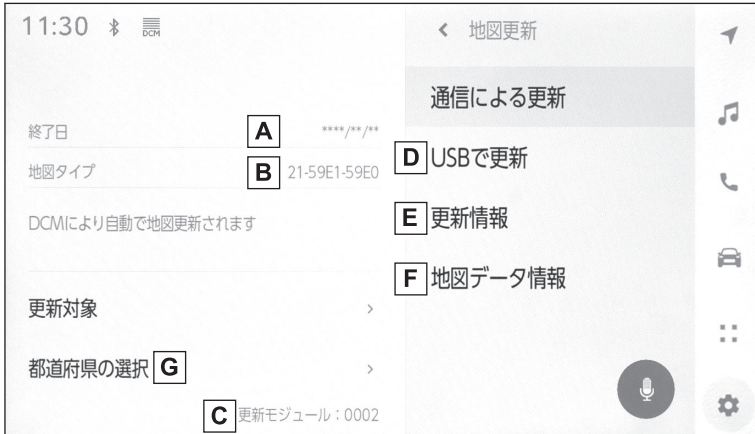 11:30 DCM
終了日 A ****/**/**
地図タイプ B 21-59E1-59E0
DCMにより自動で地図更新されます
更新対象 >
都道府県の選択 G >
C 更新モジュール：0002
< 地図更新
通信による更新
D USBで更新
E 更新情報
F 地図データ情報